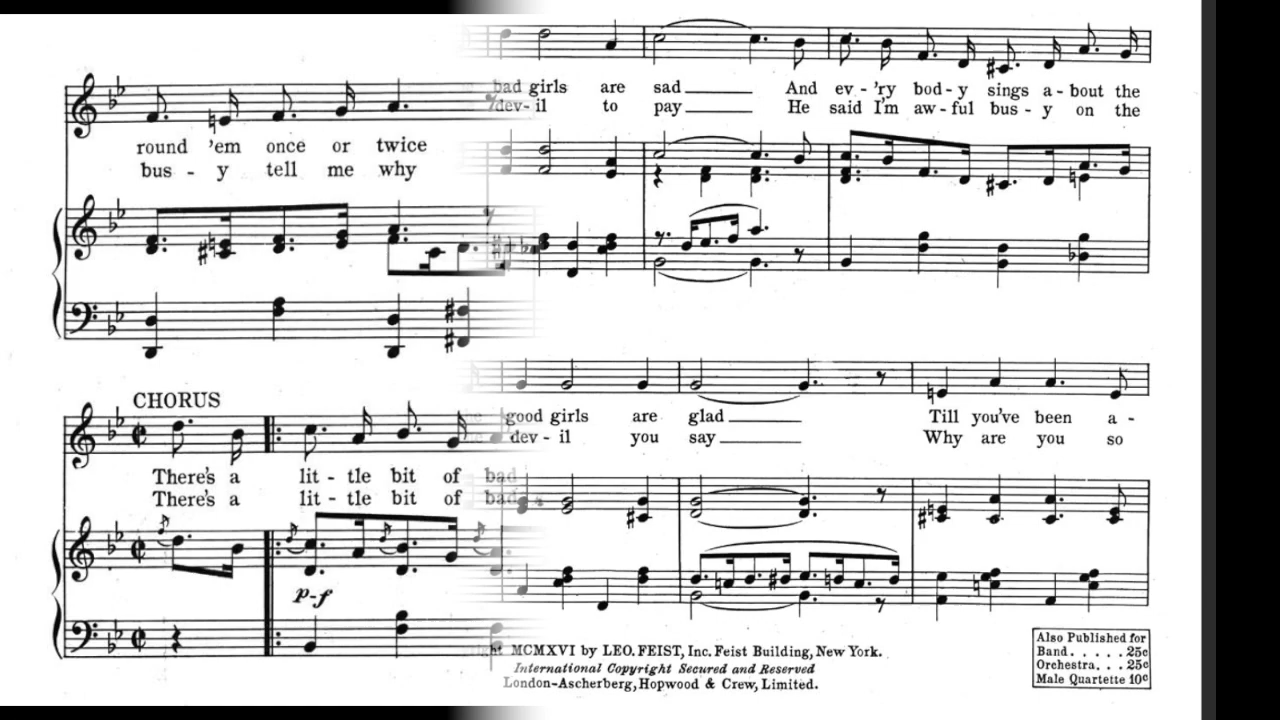 bad girls are sad And ev-'ry bod-y sings a-bout the
dev-il to pay He said I'm aw-ful bus-y on the
round 'em once or twice
bus-y tell me why
CHORUS
good girls are glad Till you've been a-
dev-il you say Why are you so
There's a lit-tle bit of bad
There's a lit-tle bit of bad
p-f
MCMXVI by LEO. FEIST, Inc. Feist Building, New York.
International Copyright Secured and Reserved
London-Ascherberg, Hopwood & Crew, Limited.
Also Published for
Band.....25c
Orchestra...25c
Male Quartette 10c